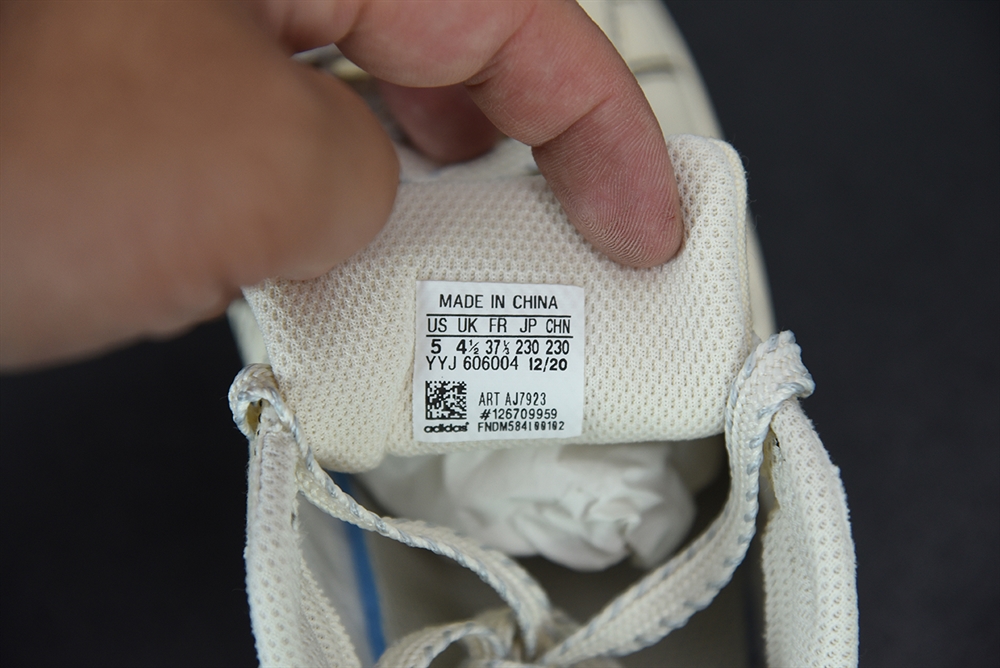 MADE IN CHINA
US UK FR JP CHN
5 4½ 37⅓ 230 230
YYJ 606004 12/20
ART AJ7923
#126709959
adidas FNDM584100102